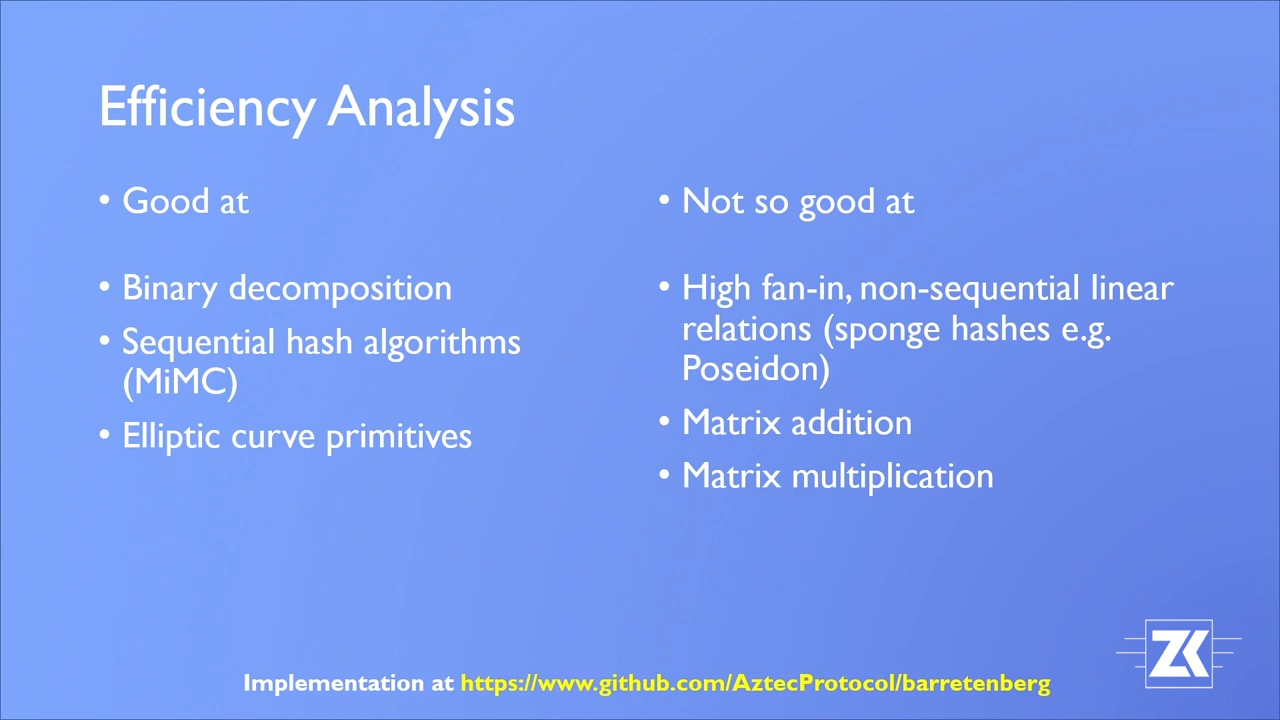 Efficiency Analysis
• Good at
• Binary decomposition
• Sequential hash algorithms
(MiMC)
• Elliptic curve primitives
• Not so good at
• High fan-in, non-sequential linear
relations (sponge hashes e.g.
Poseidon)
• Matrix addition
• Matrix multiplication
ZK
Implementation at https://www.github.com/AztecProtocol/barretenberg